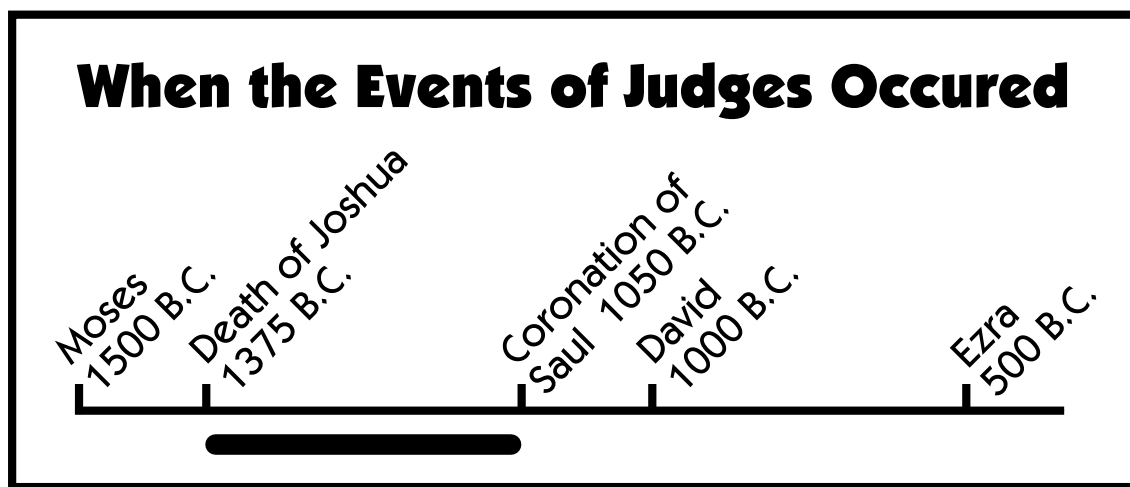 When the Events of Judges Occured
Moses
1500 B.C.
Death of Joshua
1375 B.C.
Coronation of
Saul 1050 B.C.
David
1000 B.C.
Ezra
500 B.C.